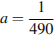 a = 1/490